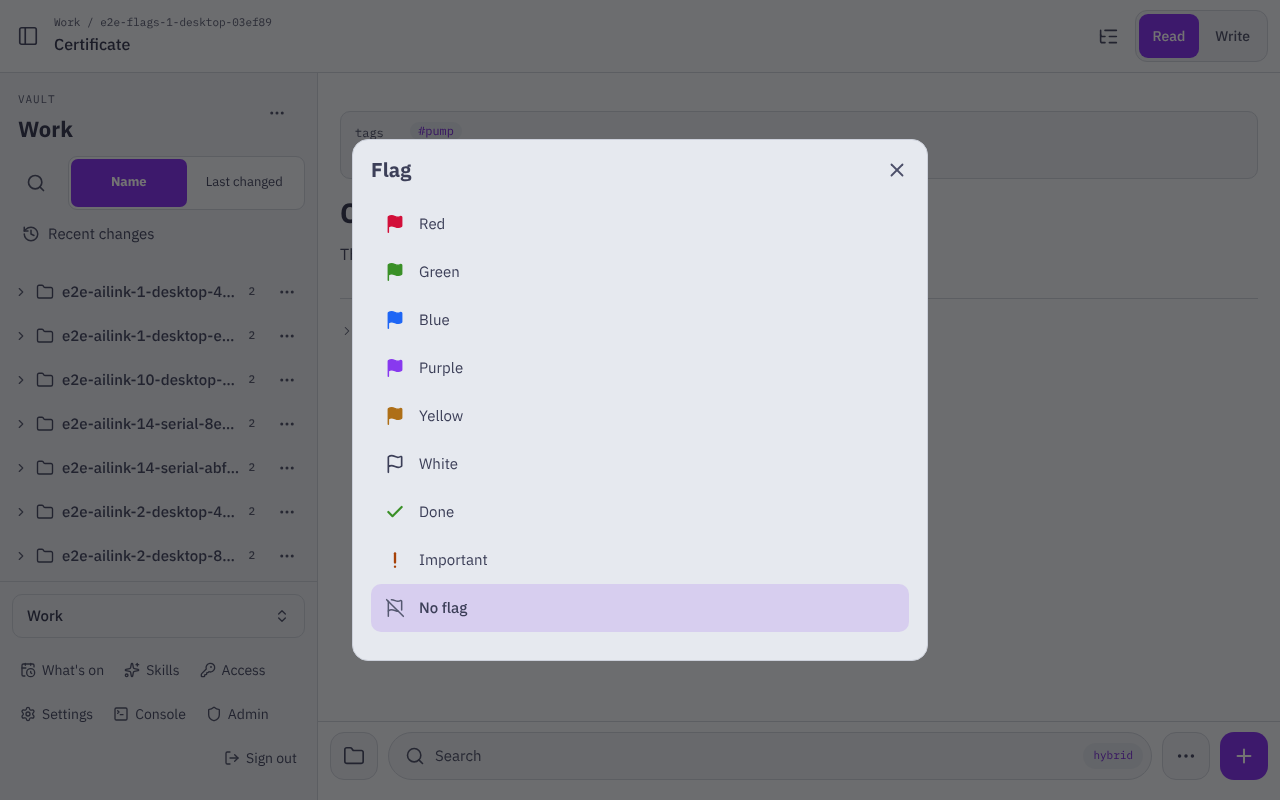 Work / e2e-flags-1-desktop-03ef89
Certificate
Read
Write
VAULT
Work
Name
Last changed
Recent changes
e2e-ailink-1-desktop-4... 2
e2e-ailink-1-desktop-e... 2
e2e-ailink-10-desktop-... 2
e2e-ailink-14-serial-8e... 2
e2e-ailink-14-serial-abf... 2
e2e-ailink-2-desktop-4... 2
e2e-ailink-2-desktop-8... 2
Work
What's on
Skills
Access
Settings
Console
Admin
Sign out
tags #pump
Flag
Red
Green
Blue
Purple
Yellow
White
Done
Important
No flag
Search
hybrid